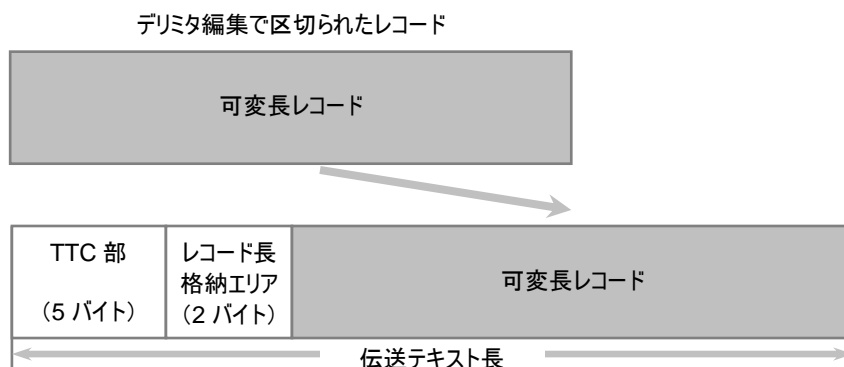 デリミタ編集で区切られたレコード
可変長レコード
TTC 部
（5 バイト）
レコード長
格納エリア
（2 バイト）
可変長レコード
伝送テキスト長